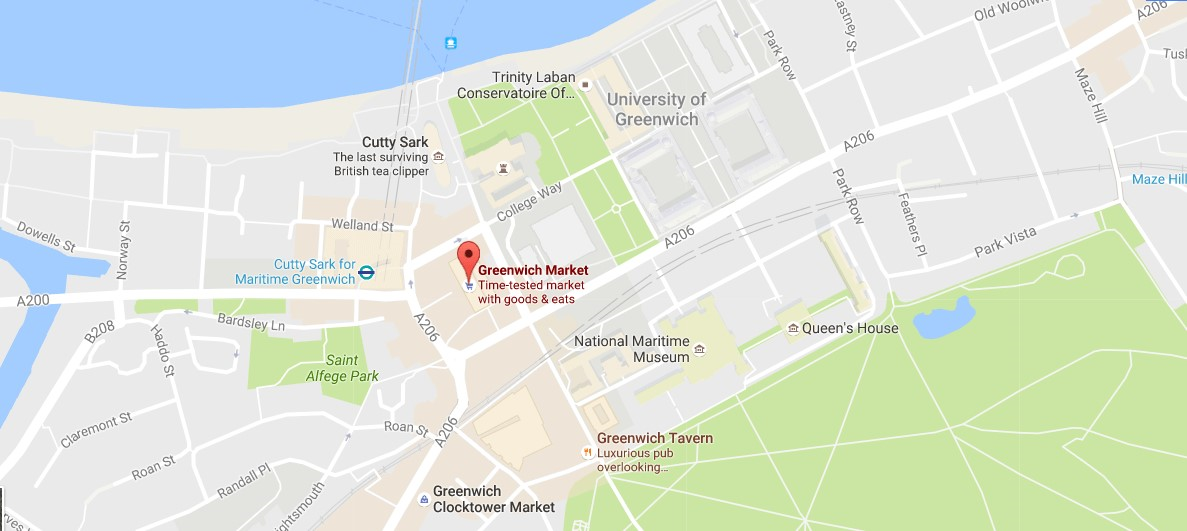 Old Woolw
A206
astney St
Park Row
Tusk
Maze Hill
Trinity Laban
Conservatoire Of...
University of
Greenwich
A206
Cutty Sark
The last surviving
British tea clipper
College Way
Park Row
Maze Hill
Feathers Pl
Welland St
Dowells St
Norway St
A206
Park Vista
Cutty Sark for
Maritime Greenwich
Greenwich Market
Time-tested market
with goods & eats
A200
Bardsley Ln
A206
B208
Haddo St
Queen's House
National Maritime
Museum
Saint
Alfege Park
Claremont St
Roan St
A206
Greenwich Tavern
Luxurious pub
overlooking...
Roan St
Randall Pl
Greenwich
Clocktower Market
ightsmouth